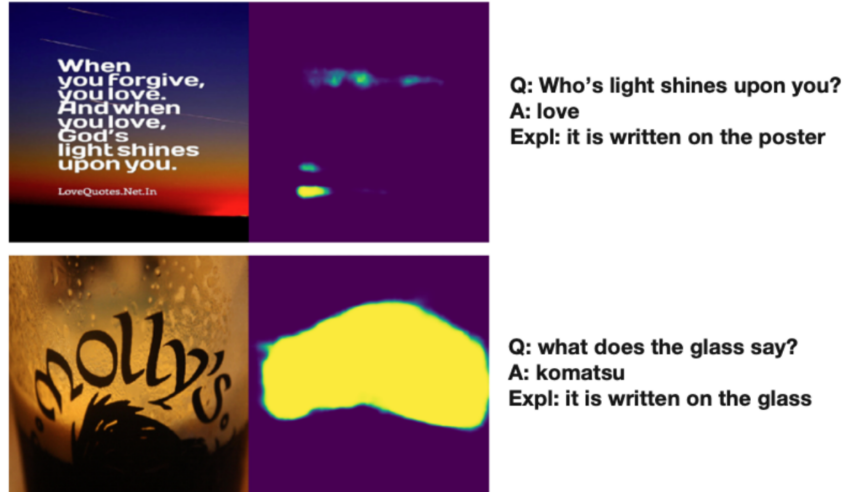 When
you forgive,
you love.
And when
you love,
God's
light shines
upon you.
LoveQuotes.Net.In
Q: Who's light shines upon you?
A: love
Expl: it is written on the poster
Molly's
Q: what does the glass say?
A: komatsu
Expl: it is written on the glass